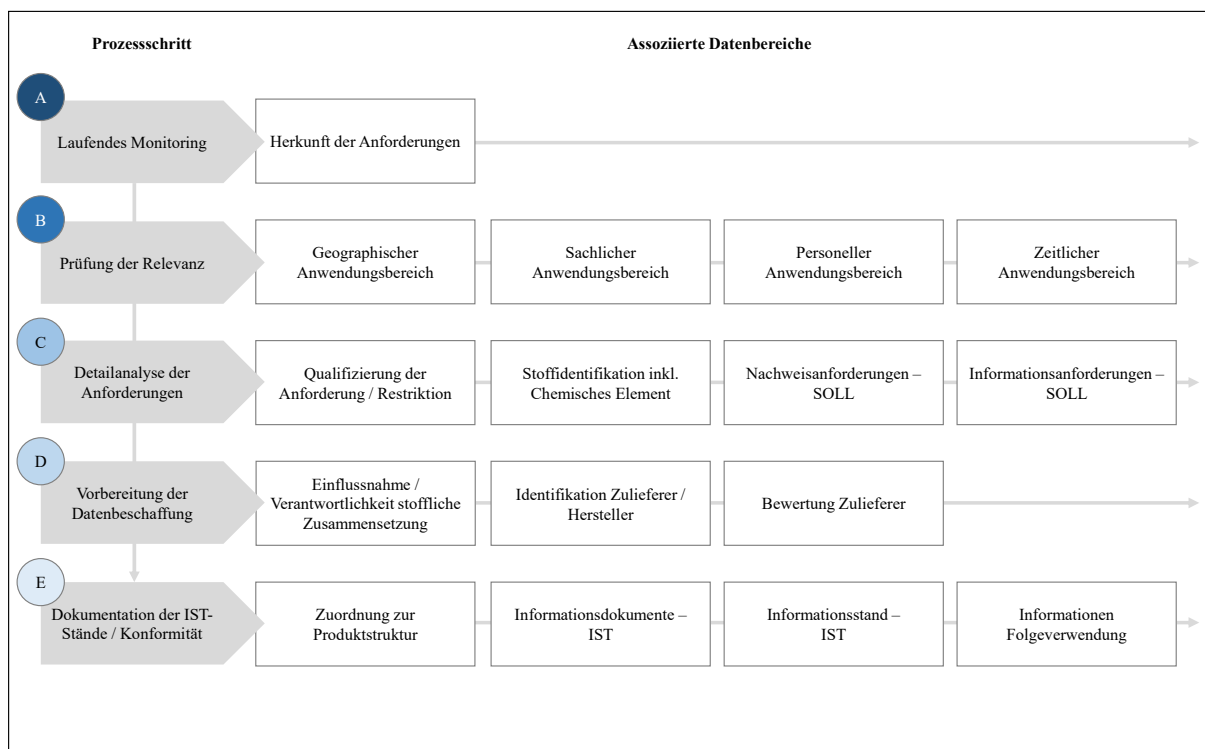 Prozessschritt
Assoziierte Datenbereiche
A
Laufendes Monitoring
Herkunft der Anforderungen
B
Prüfung der Relevanz
Geographischer
Anwendungsbereich
Sachlicher
Anwendungsbereich
Personeller
Anwendungsbereich
Zeitlicher
Anwendungsbereich
C
Detailanalyse der
Anforderungen
Qualifizierung der
Anforderung / Restriktion
Stoffidentifikation inkl.
Chemisches Element
Nachweisanforderungen –
SOLL
Informationsanforderungen –
SOLL
D
Vorbereitung der
Datenbeschaffung
Einflussnahme /
Verantwortlichkeit stoffliche
Zusammensetzung
Identifikation Zulieferer /
Hersteller
Bewertung Zulieferer
E
Dokumentation der IST-
Stände / Konformität
Zuordnung zur
Produktstruktur
Informationsdokumente –
IST
Informationsstand –
IST
Informationen
Folgeverwendung